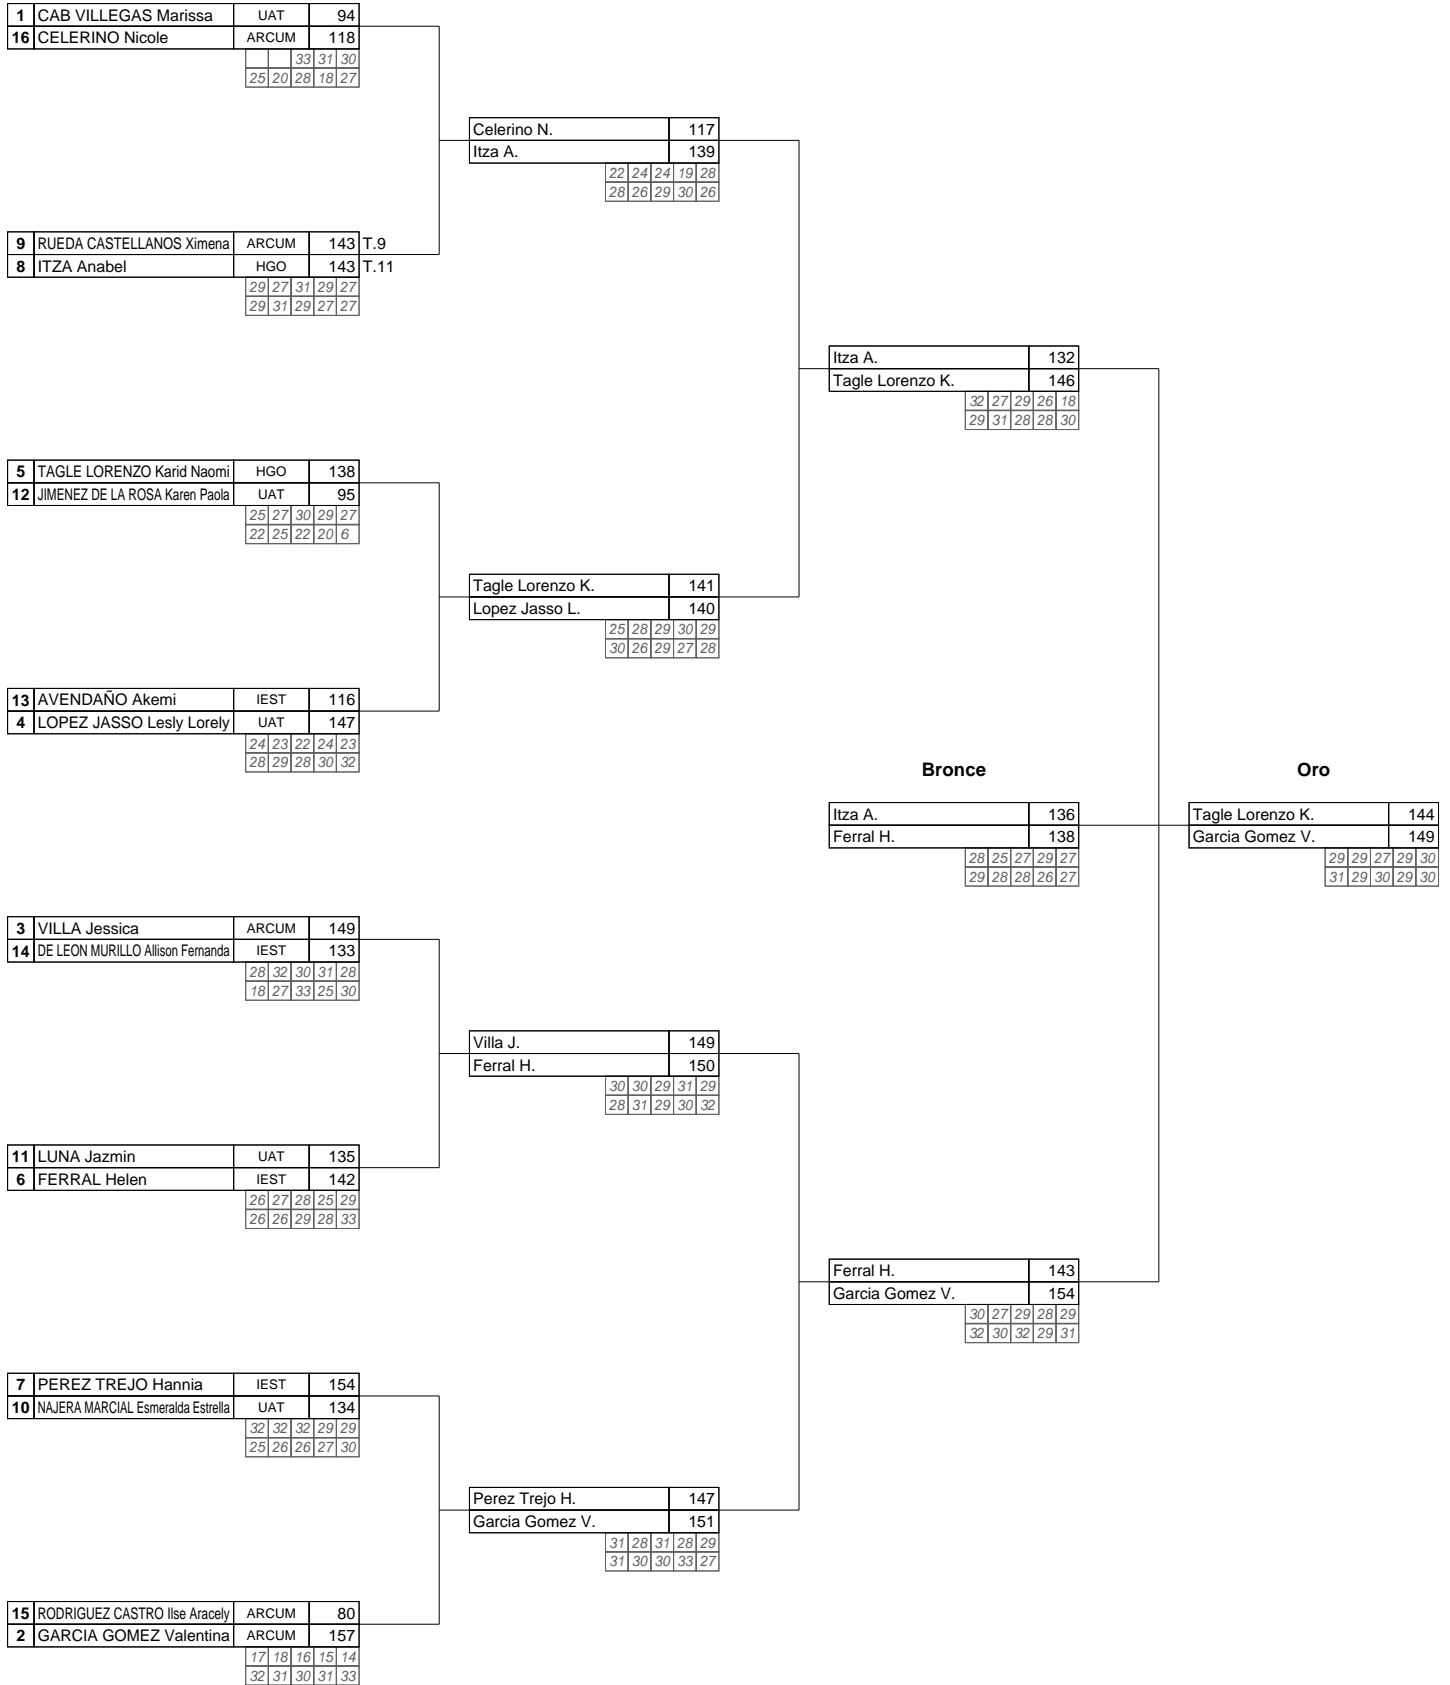 1 CAB VILLEGAS Marissa UAT 94
16 CELERINO Nicole ARCUM 118
33 31 30
25 20 28 18 27
Celerino N. 117
Itza A. 139
22 24 24 19 28
28 26 29 30 26
9 RUEDA CASTELLANOS Ximena ARCUM 143 T.9
8 ITZA Anabel HGO 143 T.11
29 27 31 29 27
29 31 29 27 27
Itza A. 132
Tagle Lorenzo K. 146
32 27 29 26 18
29 31 28 28 30
5 TAGLE LORENZO Karid Naomi HGO 138
12 JIMENEZ DE LA ROSA Karen Paola UAT 95
25 27 30 29 27
22 25 22 20 6
Tagle Lorenzo K. 141
Lopez Jasso L. 140
25 28 29 30 29
30 26 29 27 28
13 AVENDAÑO Akemi IEST 116
4 LOPEZ JASSO Lesly Lorely UAT 147
24 23 22 24 23
28 29 28 30 32
Bronce
Oro
Itza A. 136
Ferral H. 138
28 25 27 29 27
29 28 28 26 27
Tagle Lorenzo K. 144
Garcia Gomez V. 149
29 29 27 29 30
31 29 30 29 30
3 VILLA Jessica ARCUM 149
14 DE LEON MURILLO Allison Fernanda IEST 133
28 32 30 31 28
18 27 33 25 30
Villa J. 149
Ferral H. 150
30 30 29 31 29
28 31 29 30 32
11 LUNA Jazmin UAT 135
6 FERRAL Helen IEST 142
26 27 28 25 29
26 26 29 28 33
Ferral H. 143
Garcia Gomez V. 154
30 27 29 28 29
32 30 32 29 31
7 PEREZ TREJO Hannia IEST 154
10 NAJERA MARCIAL Esmeralda Estrella UAT 134
32 32 32 29 29
25 26 26 27 30
Perez Trejo H. 147
Garcia Gomez V. 151
31 28 31 28 29
31 30 30 33 27
15 RODRIGUEZ CASTRO Ilse Aracely ARCUM 80
2 GARCIA GOMEZ Valentina ARCUM 157
17 18 16 15 14
32 31 30 31 33